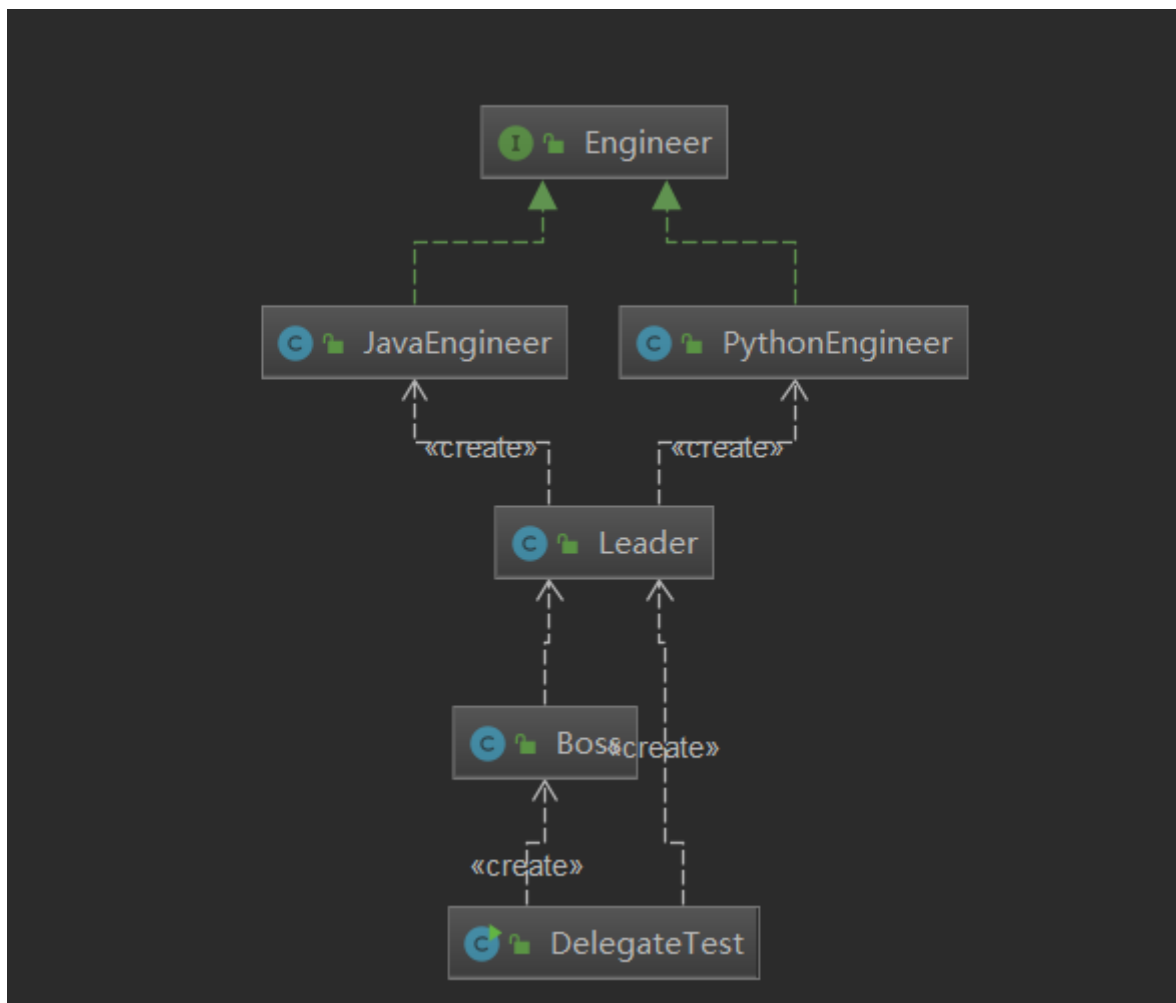 I Engineer
C JavaEngineer
C PythonEngineer
«create»
«create»
C Leader
C Boss
«create»
«create»
C DelegateTest